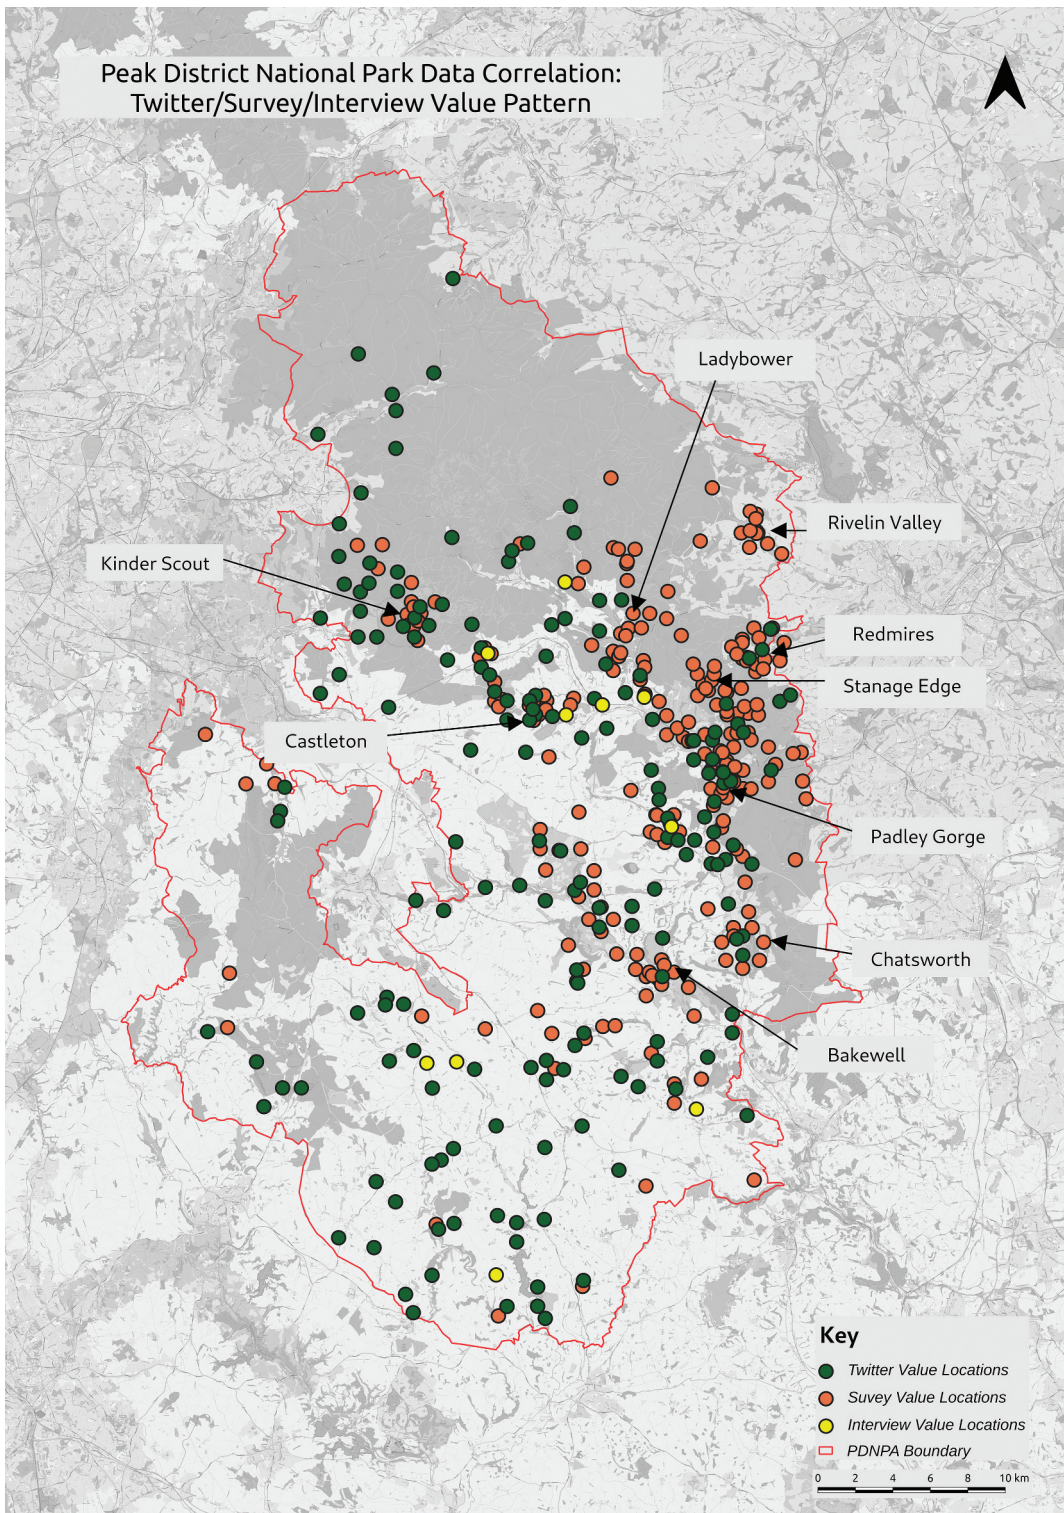 Peak District National Park Data Correlation:
Twitter/Survey/Interview Value Pattern
Ladybower
Rivelin Valley
Kinder Scout
Redmires
Stanage Edge
Castleton
Padley Gorge
Chatsworth
Bakewell
Key
Twitter Value Locations
Suvey Value Locations
Interview Value Locations
PDNPA Boundary
0 2 4 6 8 10 km